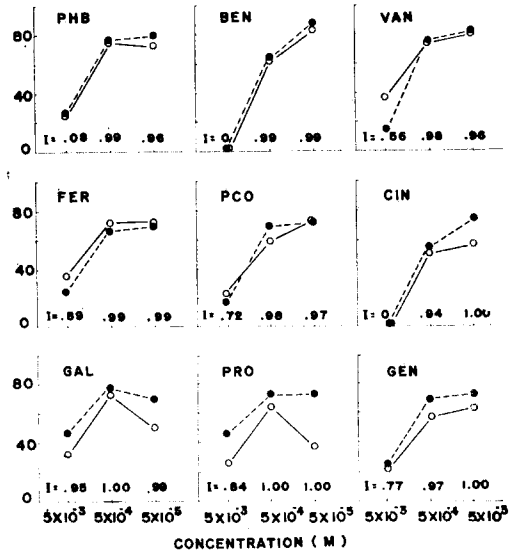 PHB BEN VAN
80
40
0 I= .08 .99 .96 I= 0 .99 .99 I= .56 .98 .96
FER PCO CIN
80
40
0 I= .89 .99 .99 I= .72 .98 .97 I= 0 .94 1.00
GAL PRO GEN
80
40
0 I= .95 1.00 .99 I= .84 1.00 1.00 I= .77 .97 1.00
5X10⁻³ 5X10⁻⁴ 5X10⁻⁵ 5X10⁻³ 5X10⁻⁴ 5X10⁻⁵ 5X10⁻³ 5X10⁻⁴ 5X10⁻⁵
CONCENTRATION (M)